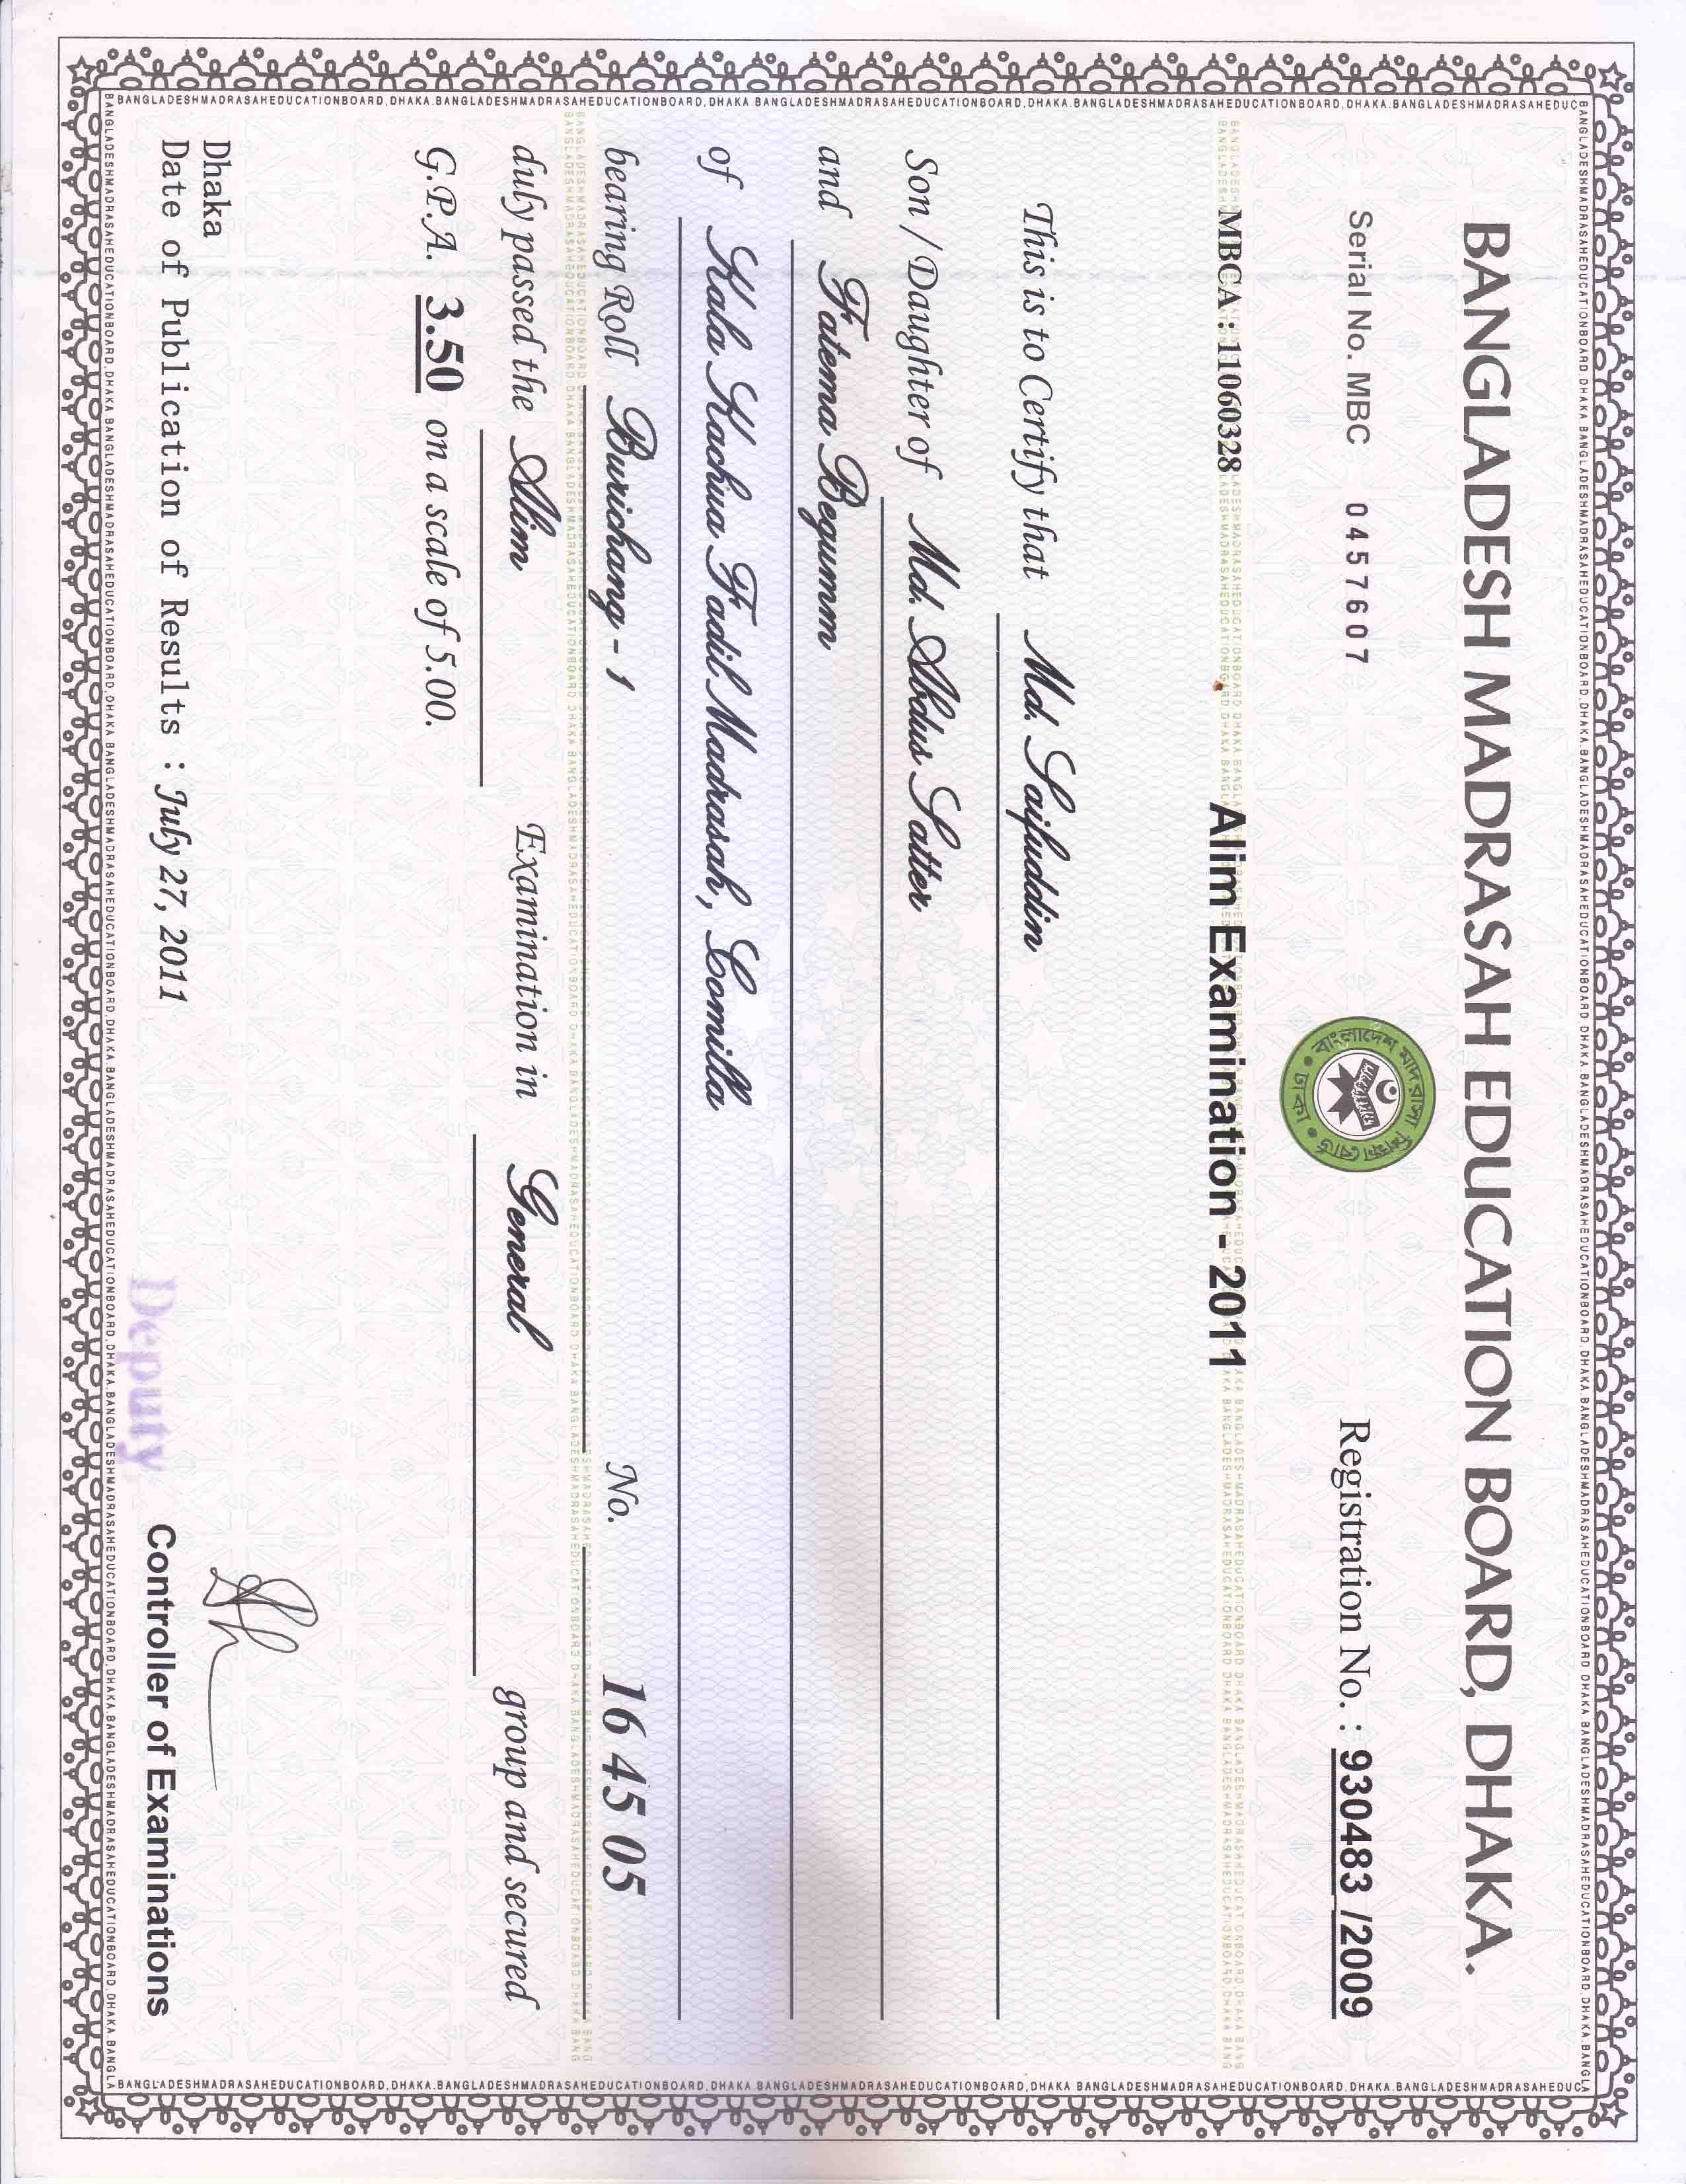 BANGLADESH MADRASAH EDUCATION BOARD, DHAKA.
Serial No. MBC 0457607
Registration No. : 930483 /2009
বাংলাদেশ মাদরাসা শিক্ষা বোর্ড
ঢাকা
MBCA : 11060328
Alim Examination - 2011
This is to Certify that Md. Saifuddin
Son / Daughter of Md. Abdus Satter
and Fatema Begumm
of Kala Kachua Fadil Madrasah, Comilla
bearing Roll Burichang - 1 No. 16 45 05
duly passed the Alim Examination in General group and secured
G.P.A. 3.50 on a scale of 5.00.
Dhaka
Date of Publication of Results : July 27, 2011
Deputy
Controller of Examinations
BANGLADESHMADRASAHEDUCATIONBOARD,DHAKA.